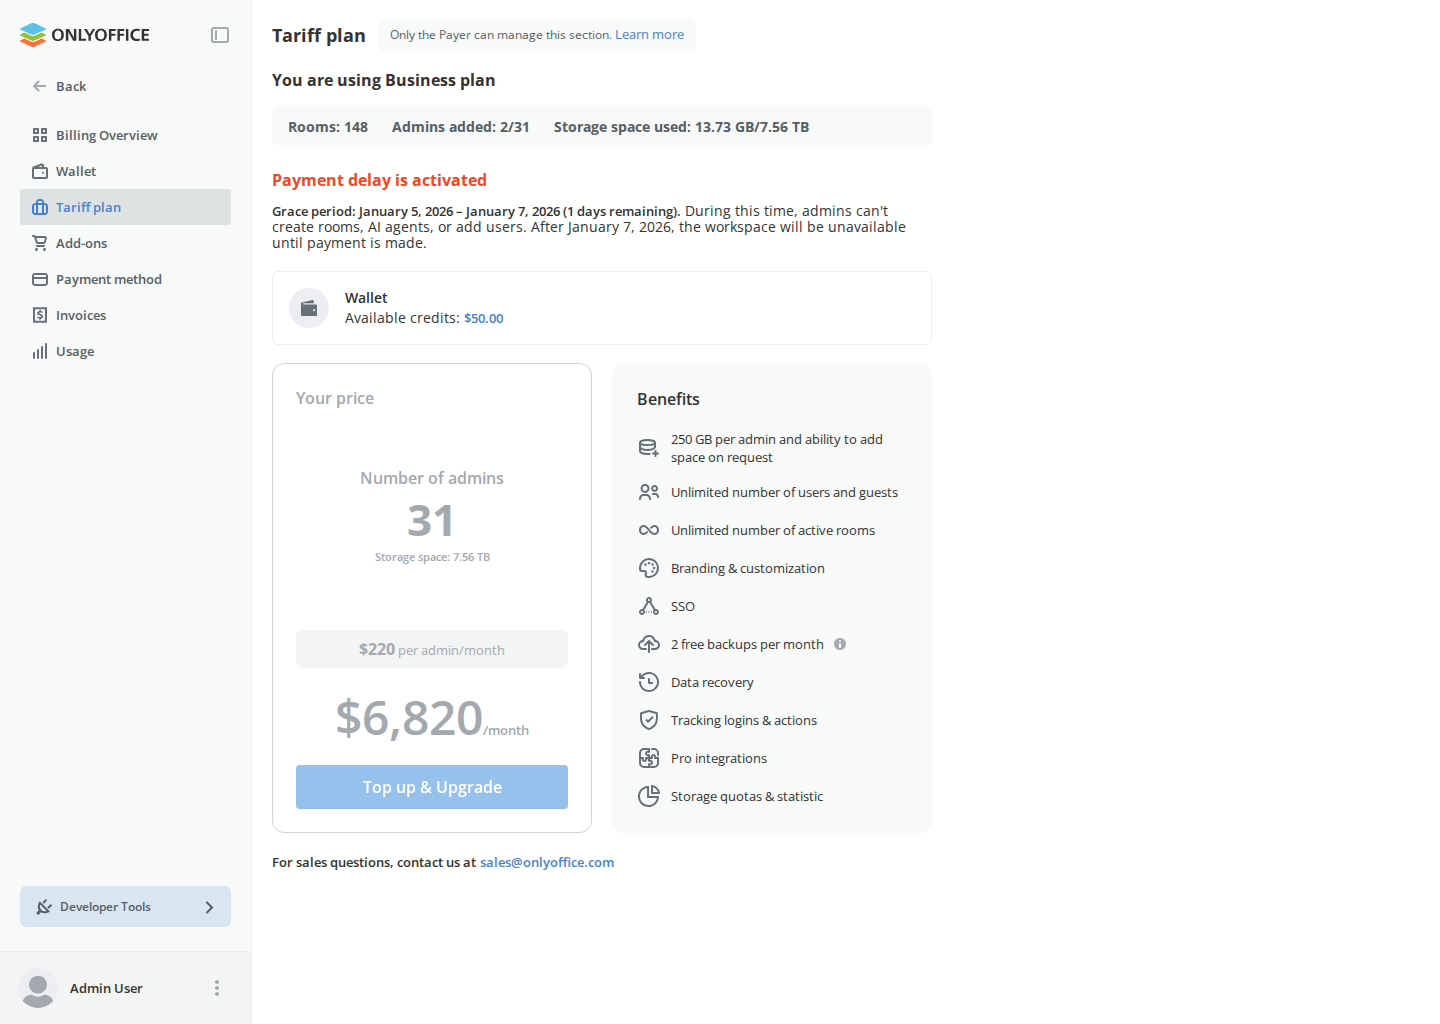 ONLYOFFICE
Back
Billing Overview
Wallet
Tariff plan
Add-ons
Payment method
Invoices
Usage
Developer Tools
Admin User
Tariff plan
Only the Payer can manage this section. Learn more
You are using Business plan
Rooms: 148 Admins added: 2/31 Storage space used: 13.73 GB/7.56 TB
Payment delay is activated
Grace period: January 5, 2026 – January 7, 2026 (1 days remaining). During this time, admins can't
create rooms, AI agents, or add users. After January 7, 2026, the workspace will be unavailable
until payment is made.
Wallet
Available credits: $50.00
Your price
Number of admins
31
Storage space: 7.56 TB
$220 per admin/month
$6,820/month
Top up & Upgrade
Benefits
250 GB per admin and ability to add
space on request
Unlimited number of users and guests
Unlimited number of active rooms
Branding & customization
SSO
2 free backups per month
Data recovery
Tracking logins & actions
Pro integrations
Storage quotas & statistic
For sales questions, contact us at sales@onlyoffice.com